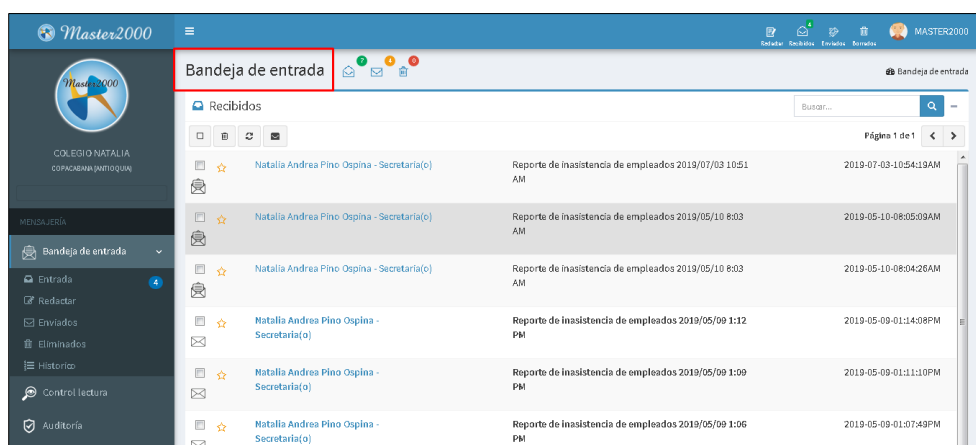 Master2000
4
Redactar Recibidos Enviados Borrados
MASTER2000
Bandeja de entrada
7 4 0
Bandeja de entrada
Master2000
COLEGIO NATALIA
COPACABANA [ANTIOQUIA]
MENSAJERÍA
Bandeja de entrada
Entrada 4
Redactar
Enviados
Eliminados
Historico
Control lectura
Auditoría
Recibidos
Buscar...
Página 1 de 1
Natalia Andrea Pino Ospina - Secretaria(o)
Reporte de inasistencia de empleados 2019/07/03 10:51
AM
2019-07-03-10:54:19AM
Natalia Andrea Pino Ospina - Secretaria(o)
Reporte de inasistencia de empleados 2019/05/10 8:03
AM
2019-05-10-08:05:09AM
Natalia Andrea Pino Ospina - Secretaria(o)
Reporte de inasistencia de empleados 2019/05/10 8:03
AM
2019-05-10-08:04:26AM
Natalia Andrea Pino Ospina -
Secretaria(o)
Reporte de inasistencia de empleados 2019/05/09 1:12
PM
2019-05-09-01:14:08PM
Natalia Andrea Pino Ospina -
Secretaria(o)
Reporte de inasistencia de empleados 2019/05/09 1:09
PM
2019-05-09-01:11:10PM
Natalia Andrea Pino Ospina -
Secretaria(o)
Reporte de inasistencia de empleados 2019/05/09 1:06
PM
2019-05-09-01:07:49PM